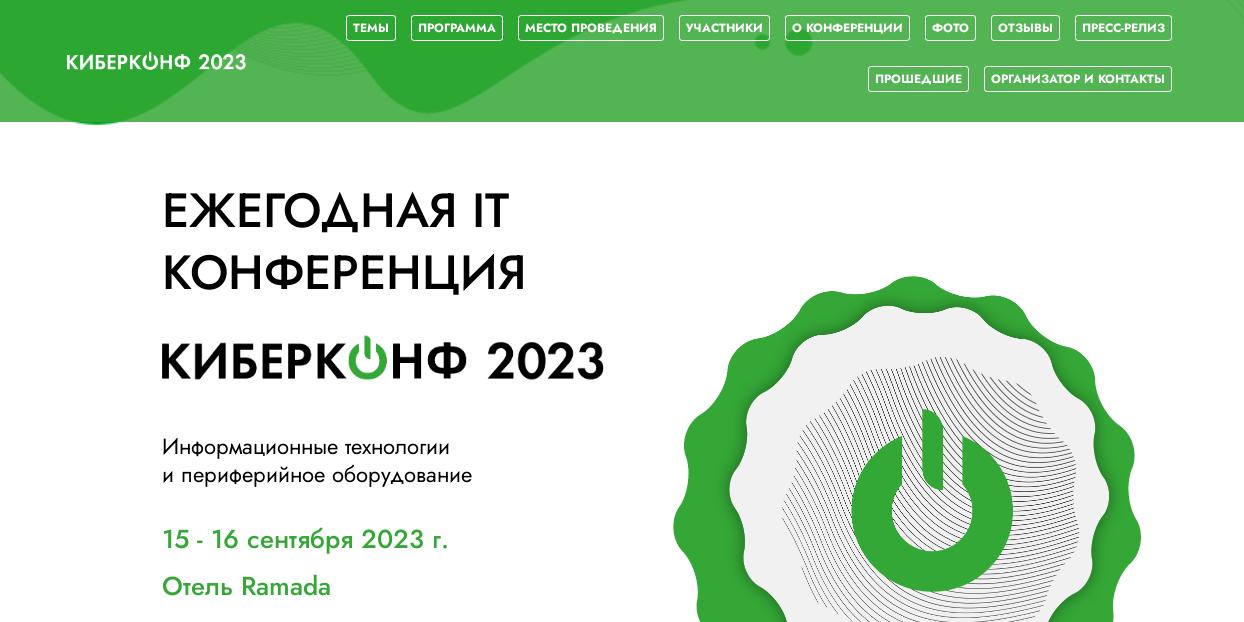 ТЕМЫ ПРОГРАММА МЕСТО ПРОВЕДЕНИЯ УЧАСТНИКИ О КОНФЕРЕНЦИИ ФОТО ОТЗЫВЫ ПРЕСС-РЕЛИЗ
КИБЕРКОНФ 2023
ПРОШЕДШИЕ ОРГАНИЗАТОР И КОНТАКТЫ
ЕЖЕГОДНАЯ IT
КОНФЕРЕНЦИЯ
КИБЕРКОНФ 2023
Информационные технологии
и периферийное оборудование
15 - 16 сентября 2023 г.
Отель Ramada